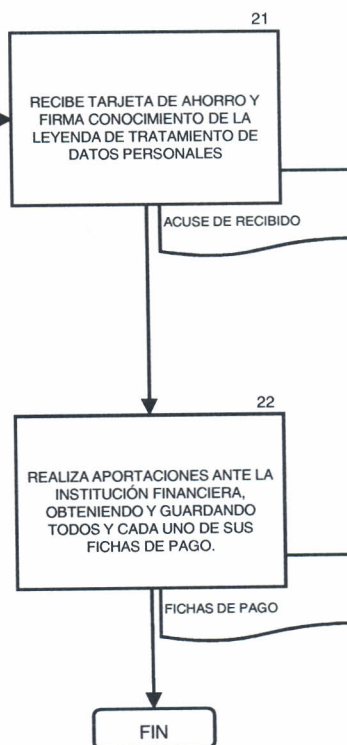 21
RECIBE TARJETA DE AHORRO Y
FIRMA CONOCIMIENTO DE LA
LEYENDA DE TRATAMIENTO DE
DATOS PERSONALES
ACUSE DE RECIBIDO
22
REALIZA APORTACIONES ANTE LA
INSTITUCIÓN FINANCIERA,
OBTENIENDO Y GUARDANDO
TODOS Y CADA UNO DE SUS
FICHAS DE PAGO.
FICHAS DE PAGO
FIN